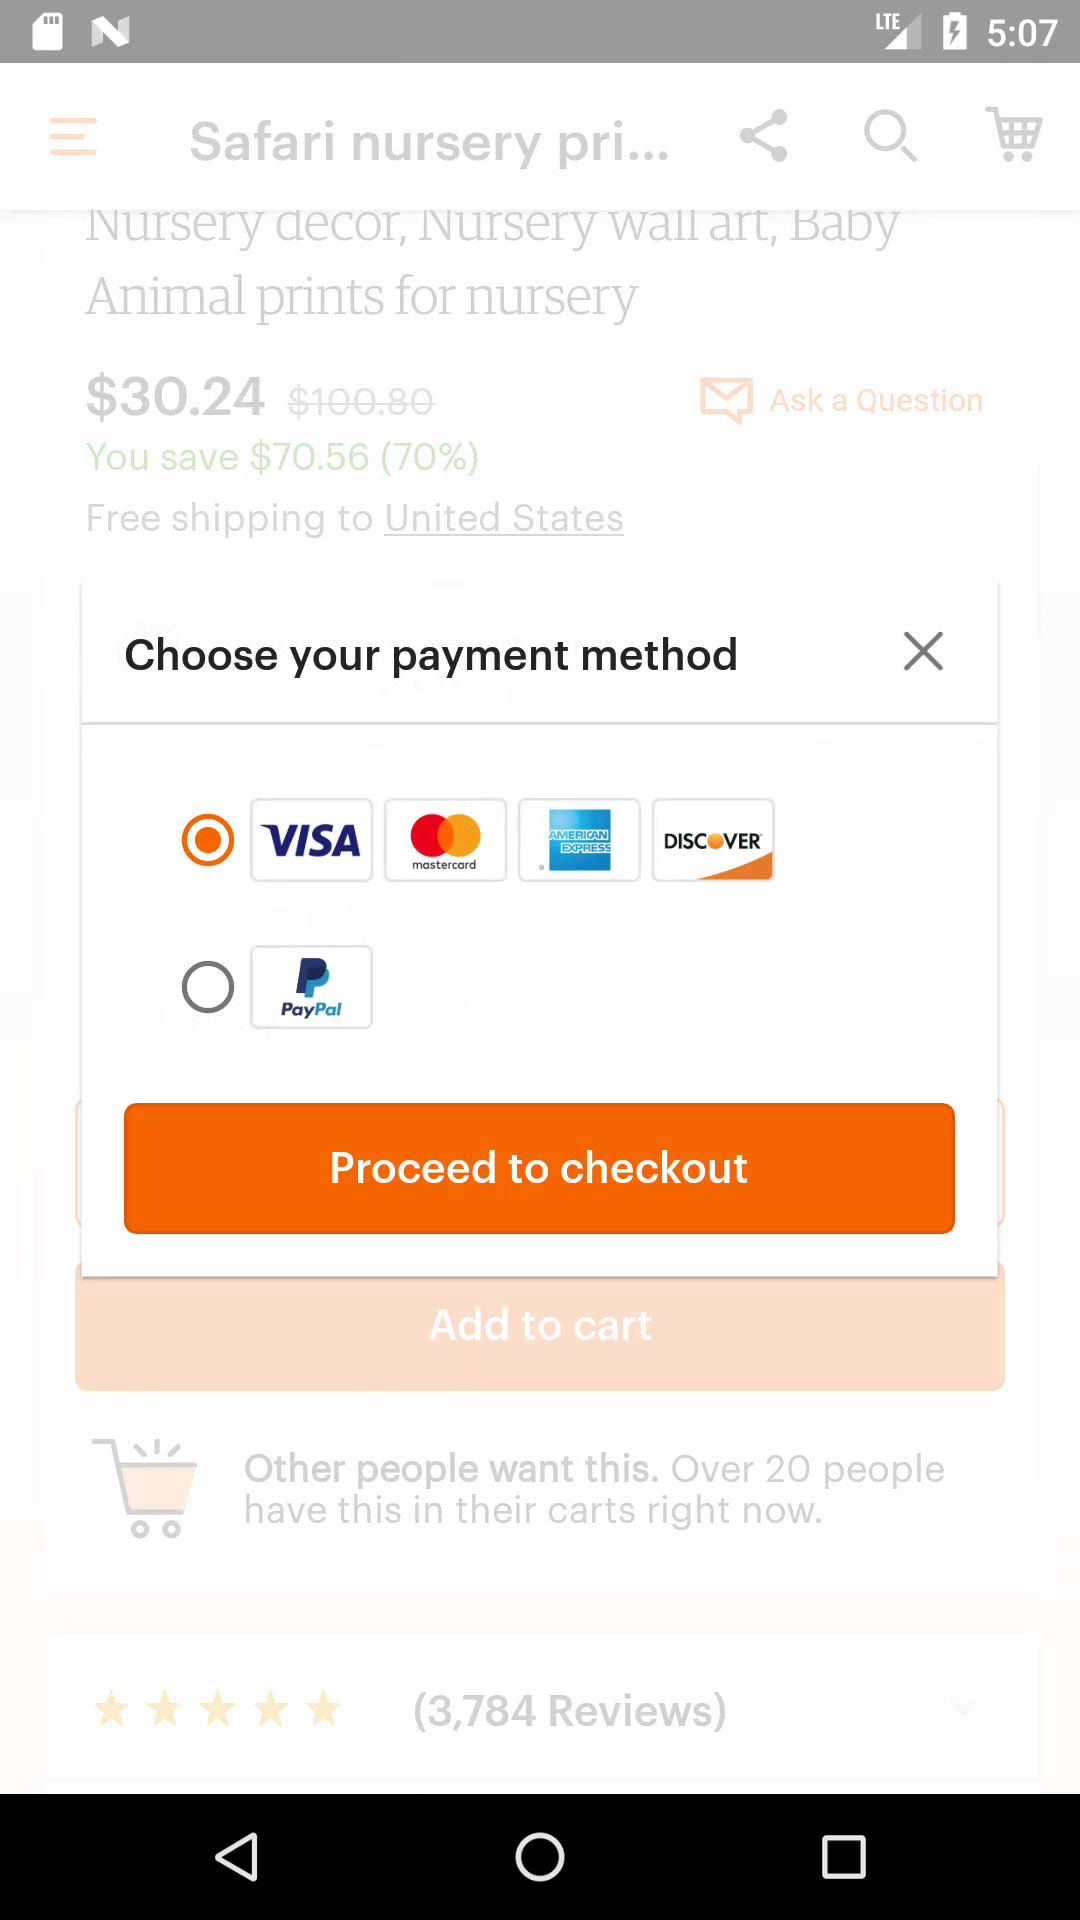 LTE 5:07
Safari nursery pri...
Nursery decor, Nursery wall art, Baby
Animal prints for nursery
$30.24 $100.80
Ask a Question
You save $70.56 (70%)
Free shipping to United States
Choose your payment method
VISA mastercard AMERICAN EXPRESS DISCOVER
PayPal
Proceed to checkout
Add to cart
Other people want this. Over 20 people
have this in their carts right now.
(3,784 Reviews)